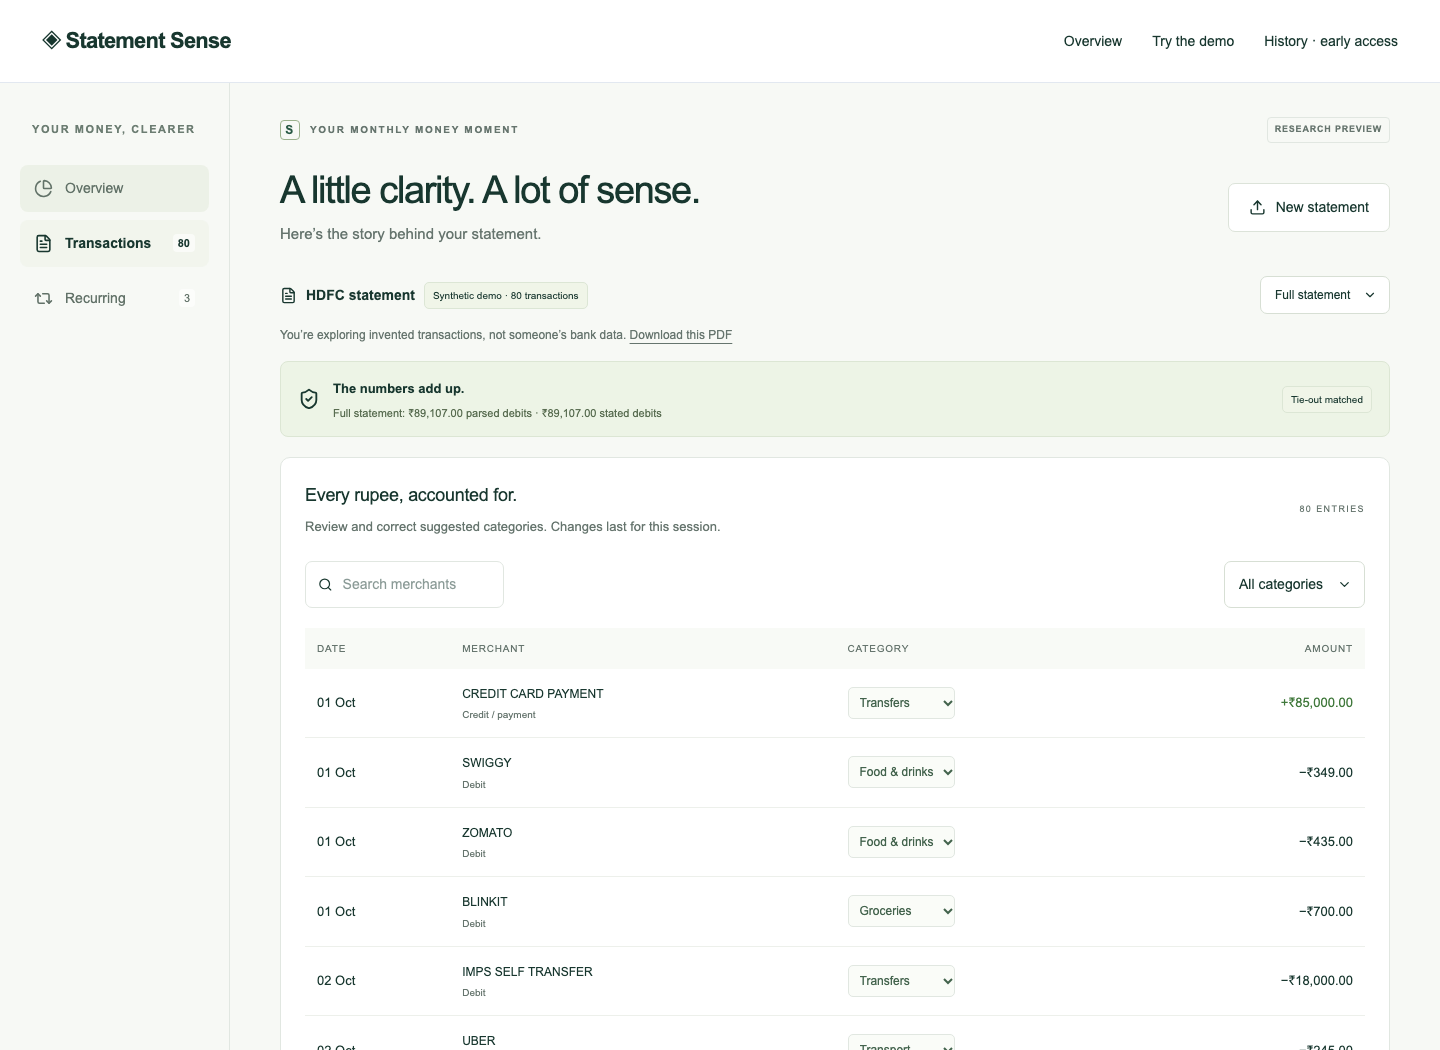 Statement Sense
Overview
Try the demo
History · early access
YOUR MONEY, CLEARER
Overview
Transactions 80
Recurring 3
S YOUR MONTHLY MONEY MOMENT
RESEARCH PREVIEW
A little clarity. A lot of sense.
Here’s the story behind your statement.
New statement
HDFC statement
Synthetic demo · 80 transactions
Full statement
You’re exploring invented transactions, not someone’s bank data. Download this PDF
The numbers add up.
Full statement: ₹89,107.00 parsed debits · ₹89,107.00 stated debits
Tie-out matched
Every rupee, accounted for.
Review and correct suggested categories. Changes last for this session.
80 ENTRIES
Search merchants
All categories
DATE MERCHANT CATEGORY AMOUNT
01 Oct CREDIT CARD PAYMENT Transfers +₹85,000.00
Credit / payment
01 Oct SWIGGY Food & drinks −₹349.00
Debit
01 Oct ZOMATO Food & drinks −₹435.00
Debit
01 Oct BLINKIT Groceries −₹700.00
Debit
02 Oct IMPS SELF TRANSFER Transfers −₹18,000.00
Debit
02 Oct UBER Transport −₹245.00